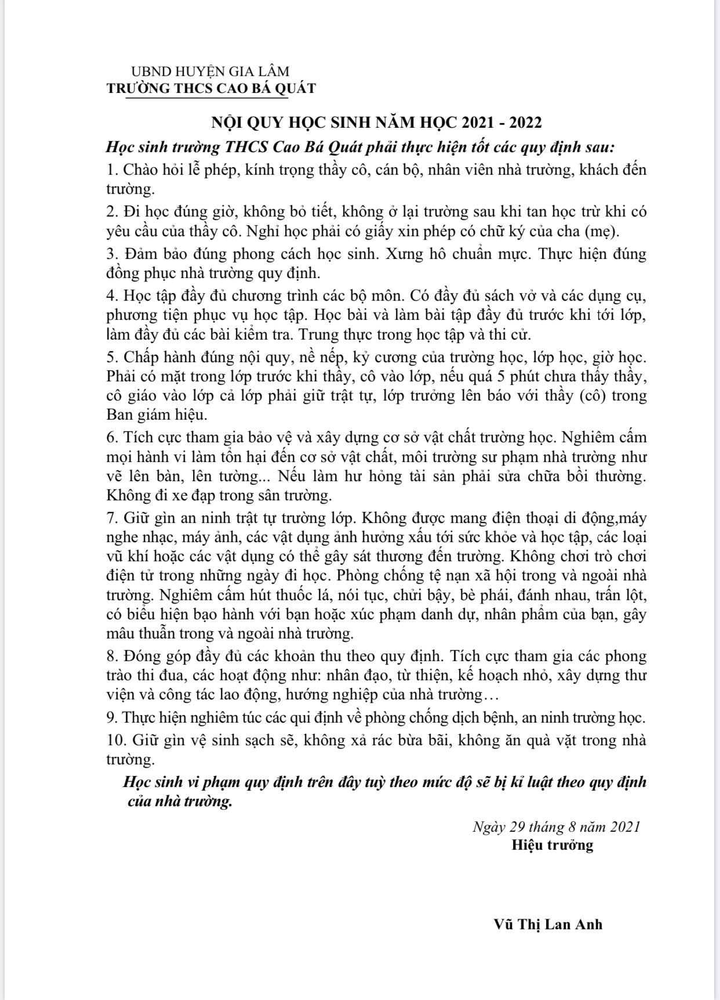 UBND HUYỆN GIA LÂM
TRƯỜNG THCS CAO BÁ QUÁT
NỘI QUY HỌC SINH NĂM HỌC 2021 - 2022
Học sinh trường THCS Cao Bá Quát phải thực hiện tốt các quy định sau:
1. Chào hỏi lễ phép, kính trọng thầy cô, cán bộ, nhân viên nhà trường, khách đến
trường.
2. Đi học đúng giờ, không bỏ tiết, không ở lại trường sau khi tan học trừ khi có
yêu cầu của thầy cô. Nghỉ học phải có giấy xin phép có chữ ký của cha (mẹ).
3. Đảm bảo đúng phong cách học sinh. Xưng hô chuẩn mực. Thực hiện đúng
đồng phục nhà trường quy định.
4. Học tập đầy đủ chương trình các bộ môn. Có đầy đủ sách vở và các dụng cụ,
phương tiện phục vụ học tập. Học bài và làm bài tập đầy đủ trước khi tới lớp,
làm đầy đủ các bài kiểm tra. Trung thực trong học tập và thi cử.
5. Chấp hành đúng nội quy, nề nếp, kỷ cương của trường học, lớp học, giờ học.
Phải có mặt trong lớp trước khi thầy, cô vào lớp, nếu quá 5 phút chưa thấy thầy,
cô giáo vào lớp cả lớp phải giữ trật tự, lớp trưởng lên báo với thầy (cô) trong
Ban giám hiệu.
6. Tích cực tham gia bảo vệ và xây dựng cơ sở vật chất trường học. Nghiêm cấm
mọi hành vi làm tổn hại đến cơ sở vật chất, môi trường sư phạm nhà trường như
vẽ lên bàn, lên tường... Nếu làm hư hỏng tài sản phải sửa chữa bồi thường.
Không đi xe đạp trong sân trường.
7. Giữ gìn an ninh trật tự trường lớp. Không được mang điện thoại di động,máy
nghe nhạc, máy ảnh, các vật dụng ảnh hưởng xấu tới sức khỏe và học tập, các loại
vũ khí hoặc các vật dụng có thể gây sát thương đến trường. Không chơi trò chơi
điện tử trong những ngày đi học. Phòng chống tệ nạn xã hội trong và ngoài nhà
trường. Nghiêm cấm hút thuốc lá, nói tục, chửi bậy, bè phái, đánh nhau, trấn lột,
có biểu hiện bạo hành với bạn hoặc xúc phạm danh dự, nhân phẩm của bạn, gây
mâu thuẫn trong và ngoài nhà trường.
8. Đóng góp đầy đủ các khoản thu theo quy định. Tích cực tham gia các phong
trào thi đua, các hoạt động như: nhân đạo, từ thiện, kế hoạch nhỏ, xây dựng thư
viện và công tác lao động, hướng nghiệp của nhà trường…
9. Thực hiện nghiêm túc các qui định về phòng chống dịch bệnh, an ninh trường học.
10. Giữ gìn vệ sinh sạch sẽ, không xả rác bừa bãi, không ăn quà vặt trong nhà
trường.
Học sinh vi phạm quy định trên đây tuỳ theo mức độ sẽ bị kỉ luật theo quy định
của nhà trường.
Ngày 29 tháng 8 năm 2021
Hiệu trưởng
Vũ Thị Lan Anh